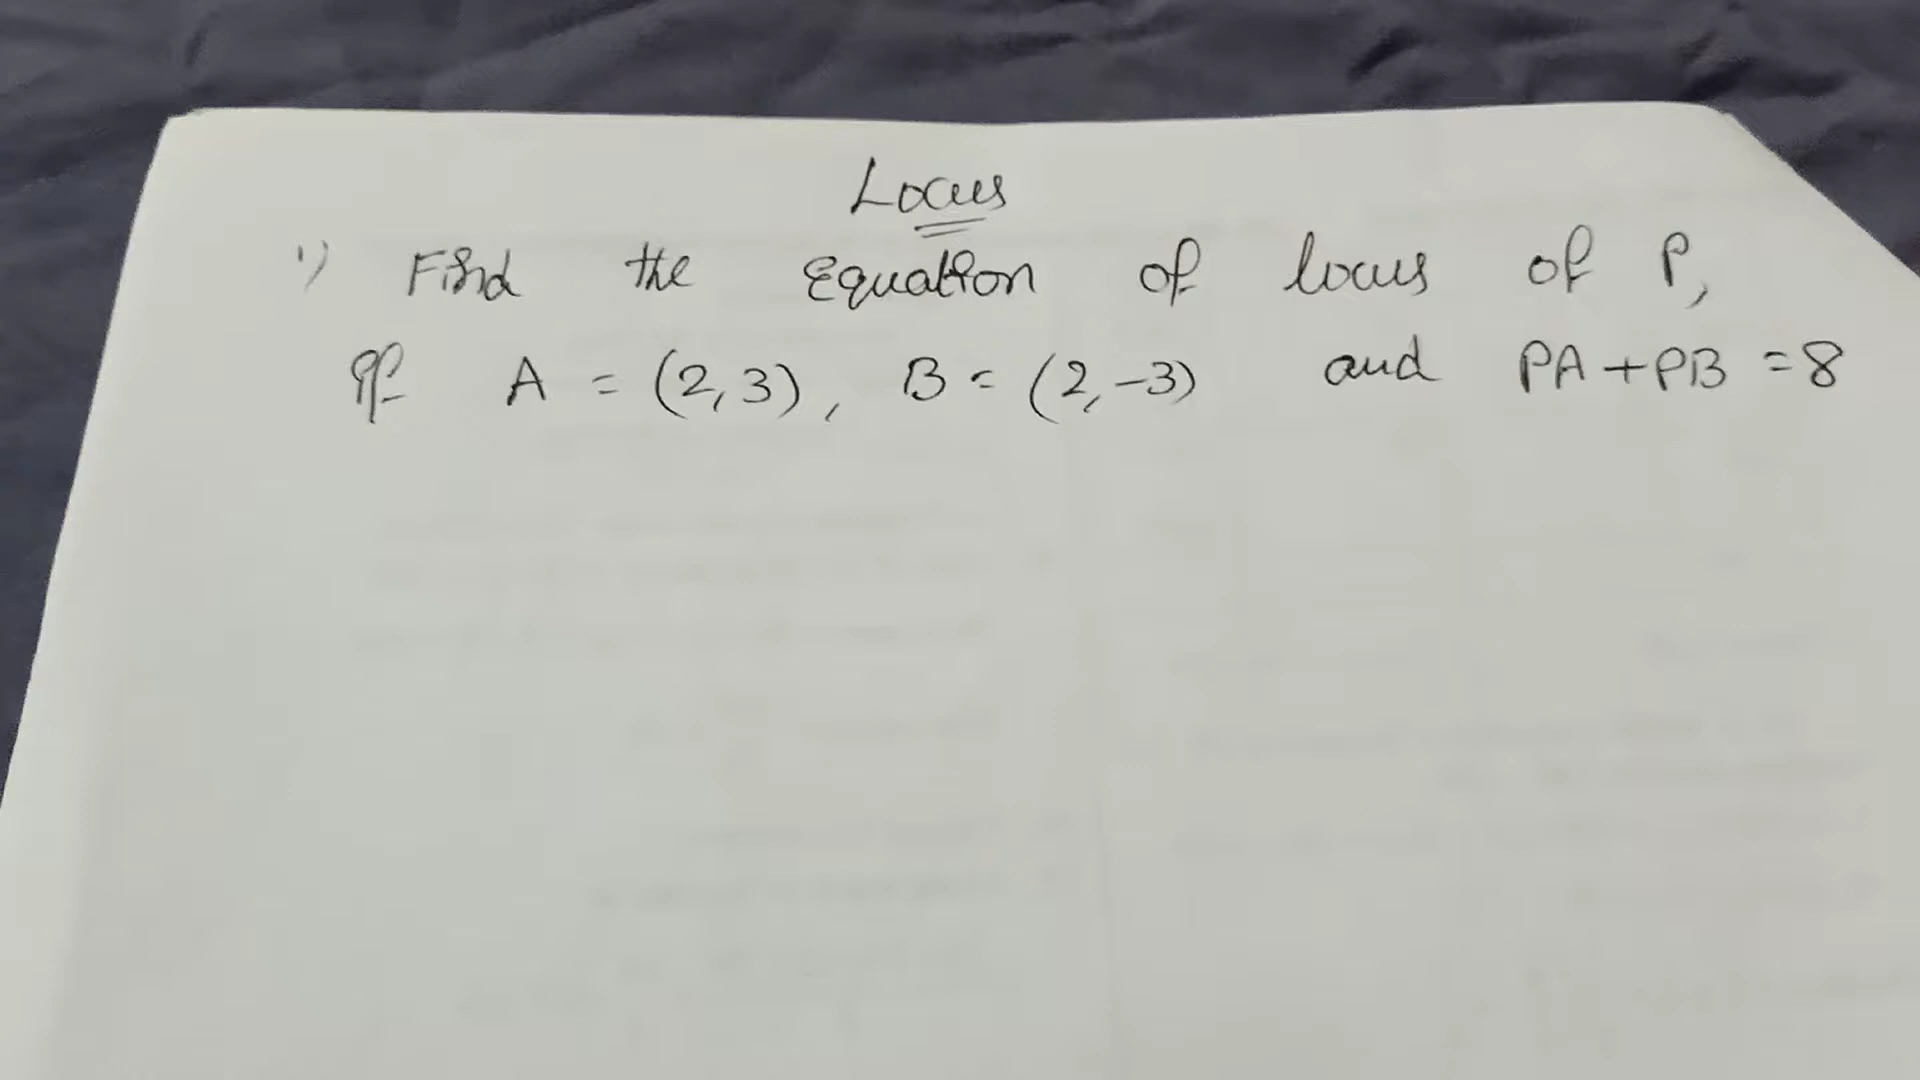 Locus
1) Find the Equation of locus of P,
If A = (2,3), B = (2,-3) and PA+PB = 8